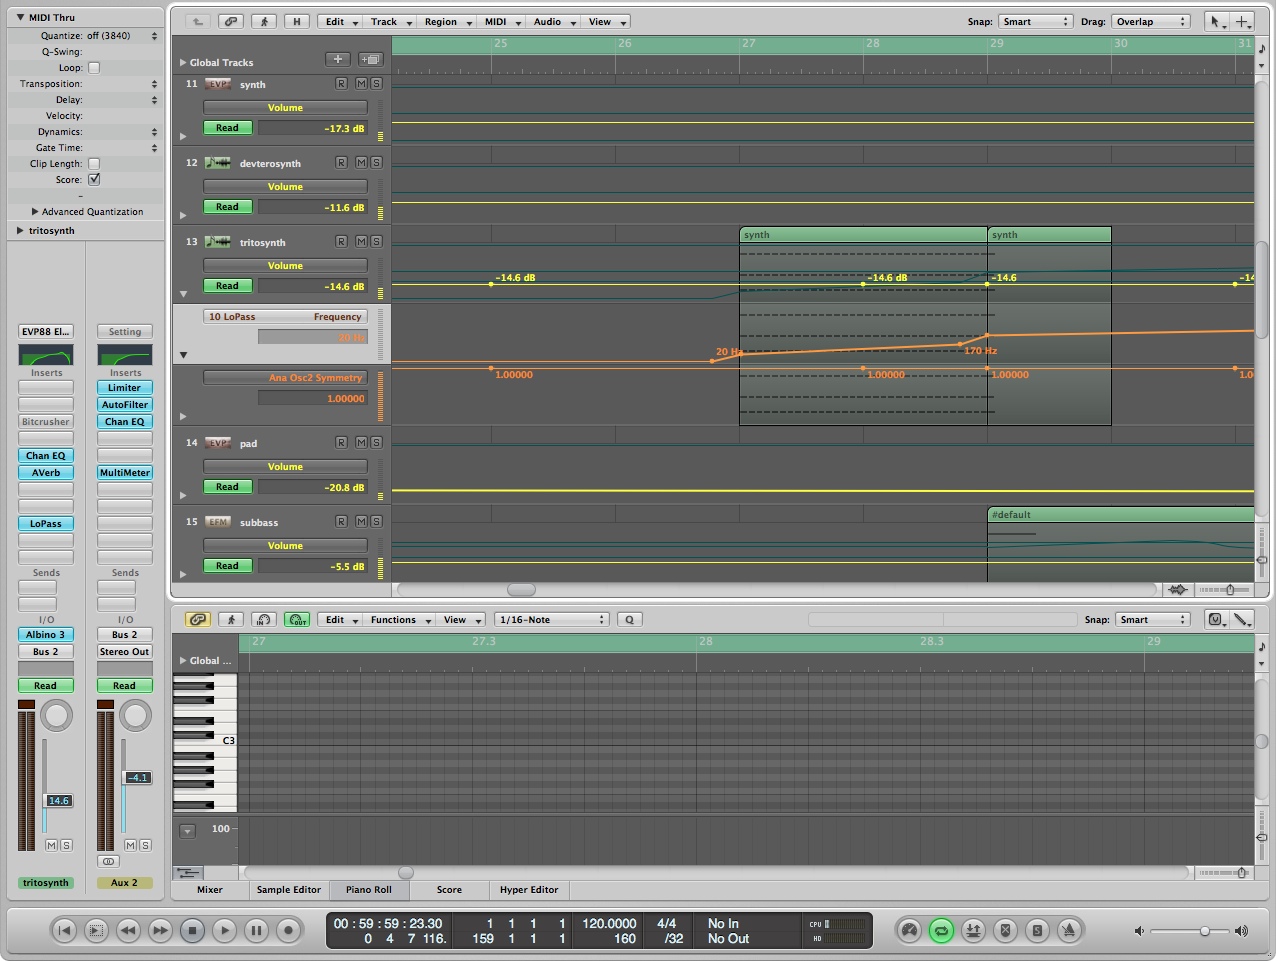 MIDI Thru
Quantize: off (3840)
Q-Swing:
Loop:
Transposition:
Delay:
Velocity:
Dynamics:
Gate Time:
Clip Length:
Score:
-
Advanced Quantization
tritosynth
EVP88 El... Setting
Inserts Inserts
Limiter
AutoFilter
Bitcrusher Chan EQ
Chan EQ
AVerb MultiMeter
LoPass
Sends Sends
I/O I/O
Albino 3 Bus 2
Bus 2 Stereo Out
Read Read
-4.1
14.6
M S M S
tritosynth Aux 2
H Edit Track Region MIDI Audio View Snap: Smart Drag: Overlap
25 26 27 28 29 30 31
Global Tracks
11 EVP synth R M S
Volume
Read -17.3 dB
12 devterosynth R M S
Volume
Read -11.6 dB
13 tritosynth R M S
Volume
Read -14.6 dB
synth synth
-14.6 dB -14.6 dB -14.6 -14
10 LoPass Frequency
20 Hz
20 Hz 170 Hz
Ana Osc2 Symmetry
1.00000
1.00000 1.00000 1.00000 1.0
14 EVP pad R M S
Volume
Read -20.8 dB
15 EFM subbass R M S
Volume
Read -5.5 dB
#default
OUT Edit Functions View 1/16-Note Q Snap: Smart
27 27.3 28 28.3 29
Global ...
C3
100
Mixer Sample Editor Piano Roll Score Hyper Editor
00 : 59 : 59 : 23.30 1 1 1 1 120.0000 4/4 No In CPU
0 4 7 116. 159 1 1 1 160 /32 No Out HD
S